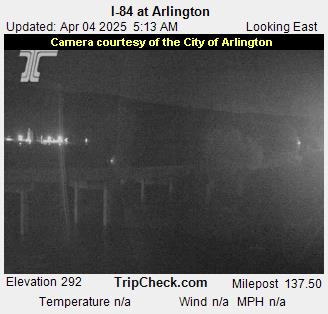 I-84 at Arlington
Updated: Apr 04 2025 5:13 AM Looking East
Camera courtesy of the City of Arlington
Elevation 292 TripCheck.com Milepost 137.50
Temperature n/a Wind n/a MPH n/a